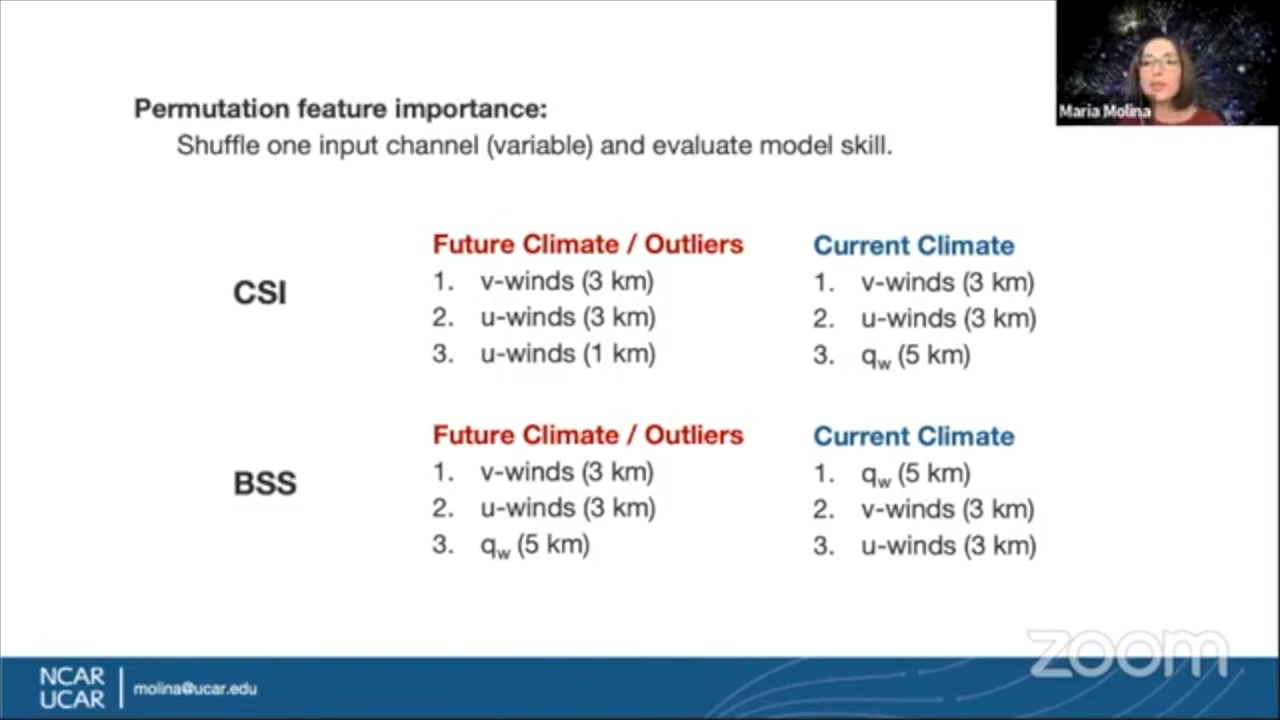 Maria Molina
Permutation feature importance:
Shuffle one input channel (variable) and evaluate model skill.
CSI
Future Climate / Outliers
1. v-winds (3 km)
2. u-winds (3 km)
3. u-winds (1 km)
Current Climate
1. v-winds (3 km)
2. u-winds (3 km)
3. qw (5 km)
BSS
Future Climate / Outliers
1. v-winds (3 km)
2. u-winds (3 km)
3. qw (5 km)
Current Climate
1. qw (5 km)
2. v-winds (3 km)
3. u-winds (3 km)
zoom
NCAR
UCAR
molina@ucar.edu